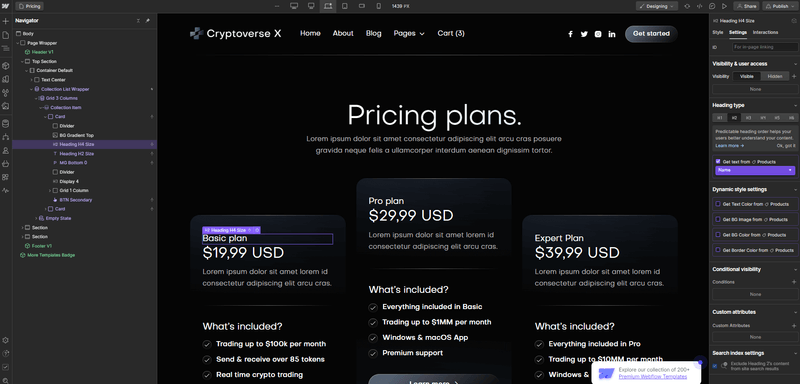 Pricing
1439 PX
Designing
Share
Publish
Navigator
Body
Page Wrapper
Header V1
Top Section
Container Default
Text Center
Collection List Wrapper
Grid 3 Columns
Collection Item
Card
Divider
BG Gradient Top
H2 Heading H4 Size
Heading H2 Size
MG Bottom 0
Divider
Display 4
Grid 1 Column
BTN Secondary
Card
Empty State
Section
Section
Footer V1
More Templates Badge
Cryptoverse X
Home
About
Blog
Pages
Cart (3)
Get started
Pricing plans.
Lorem ipsum dolor sit amet consectetur adipiscing elit arcu cras posuere
gravida neque felis a ullamcorper interdum aenean dignissim tortor.
H2 Heading H4 Size
Basic plan
$19,99 USD
Lorem ipsum dolor sit amet lorem id
consectetur adipiscing elit arcu cras.
What's included?
Trading up to $100k per month
Send & receive over 85 tokens
Real time crypto trading
Pro plan
$29,99 USD
Lorem ipsum dolor sit amet lorem id
consectetur adipiscing elit arcu cras.
What's included?
Everything included in Basic
Trading up to $1MM per month
Windows & macOS App
Premium support
Learn more
Expert Plan
$39,99 USD
Lorem ipsum dolor sit amet lorem id
consectetur adipiscing elit arcu cras.
What's included?
Everything included in Pro
Trading up to $10MM per month
Windows &
Explore our collection of 200+
Premium Webflow Templates
H2 Heading H4 Size
Style
Settings
Interactions
ID
For in-page linking
Visibility & user access
Visibility
Visible
Hidden
None
Heading type
H1
H2
H3
H4
H5
H6
Predictable heading order helps your
users better understand your content.
Learn more
Ok, got it
Get text from Products
Name
Dynamic style settings
Get Text Color from Products
Get BG Image from Products
Get BG Color from Products
Get Border Color from Products
Conditional visibility
Conditions
None
Custom attributes
Custom Attributes
None
Search index settings
Exclude Heading 2's content
from site search results